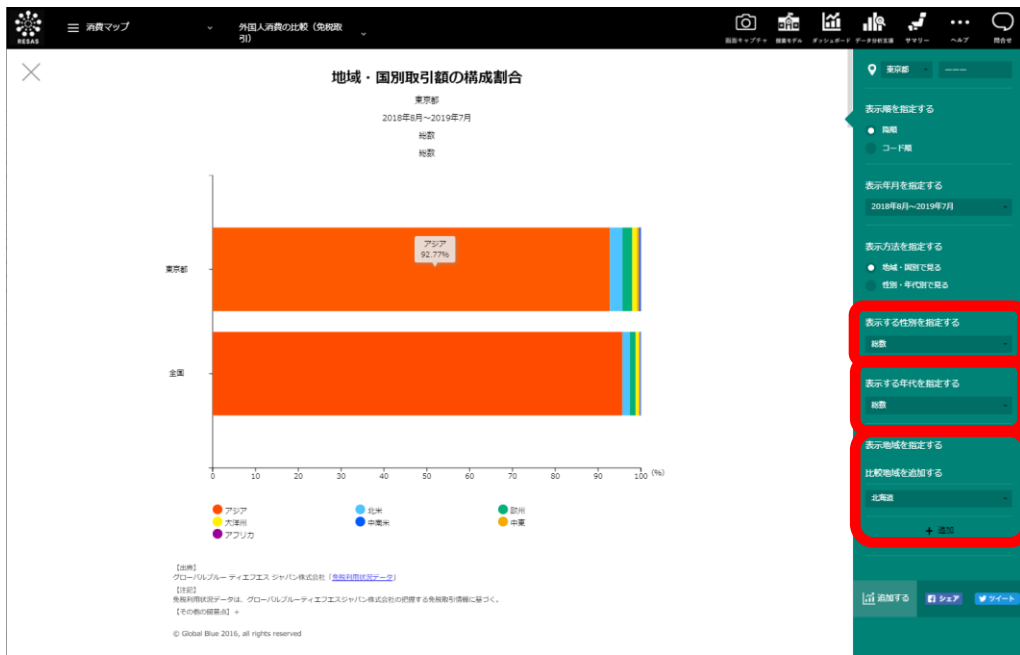 RESAS
消費マップ
外国人消費の比較（免税取
引）
画面キャプチャ
授業モデル
ダッシュボード
データ分析支援
サマリー
ヘルプ
問合せ
地域・国別取引額の構成割合
東京都
2018年8月～2019年7月
総数
総数
アジア
92.77%
東京都
全国
0 10 20 30 40 50 60 70 80 90 100 (%)
アジア 北米 欧州
大洋州 中南米 中東
アフリカ
【出典】
グローバルブルー ティエフエス ジャパン株式会社「免税利用状況データ」
【注記】
免税利用状況データは、グローバルブルーティエフエスジャパン株式会社の把握する免税取引情報に基づく。
【その他の留意点】 +
© Global Blue 2016, all rights reserved
東京都 ---
表示順を指定する
降順
コード順
表示年月を指定する
2018年8月～2019年7月
表示方法を指定する
地域・国別で見る
性別・年代別で見る
表示する性別を指定する
総数
表示する年代を指定する
総数
表示地域を指定する
比較地域を追加する
北海道
+ 追加
追加する
シェア
ツイート